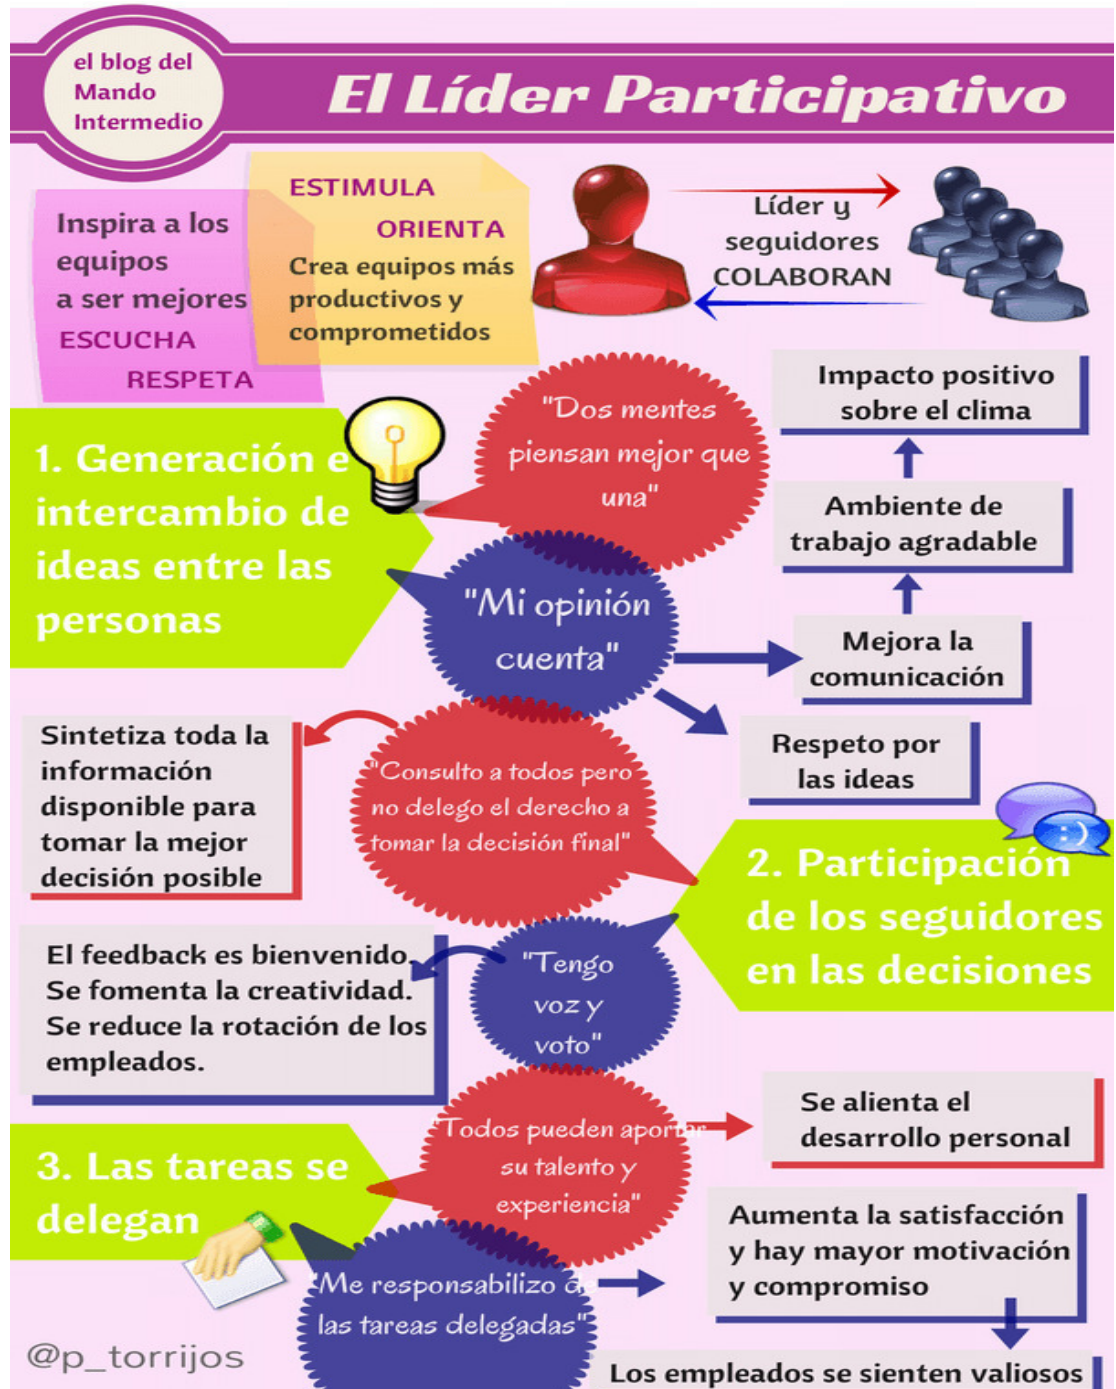 el blog del
Mando
Intermedio
El Líder Participativo
Inspira a los
equipos
a ser mejores
ESCUCHA
RESPETA
ESTIMULA
ORIENTA
Crea equipos más
productivos y
comprometidos
Líder y
seguidores
COLABORAN
1. Generación e
intercambio de
ideas entre las
personas
"Dos mentes
piensan mejor que
una"
"Mi opinión
cuenta"
Impacto positivo
sobre el clima
Ambiente de
trabajo agradable
Mejora la
comunicación
Respeto por
las ideas
2. Participación
de los seguidores
en las decisiones
:)
"Consulto a todos pero
no delego el derecho a
tomar la decisión final"
Sintetiza toda la
información
disponible para
tomar la mejor
decisión posible
"Tengo
voz y
voto"
El feedback es bienvenido.
Se fomenta la creatividad.
Se reduce la rotación de los
empleados.
3. Las tareas se
delegan
"Todos pueden aportar
su talento y
experiencia"
Se alienta el
desarrollo personal
"Me responsabilizo de
las tareas delegadas"
Aumenta la satisfacción
y hay mayor motivación
y compromiso
Los empleados se sienten valiosos
@p_torrijos